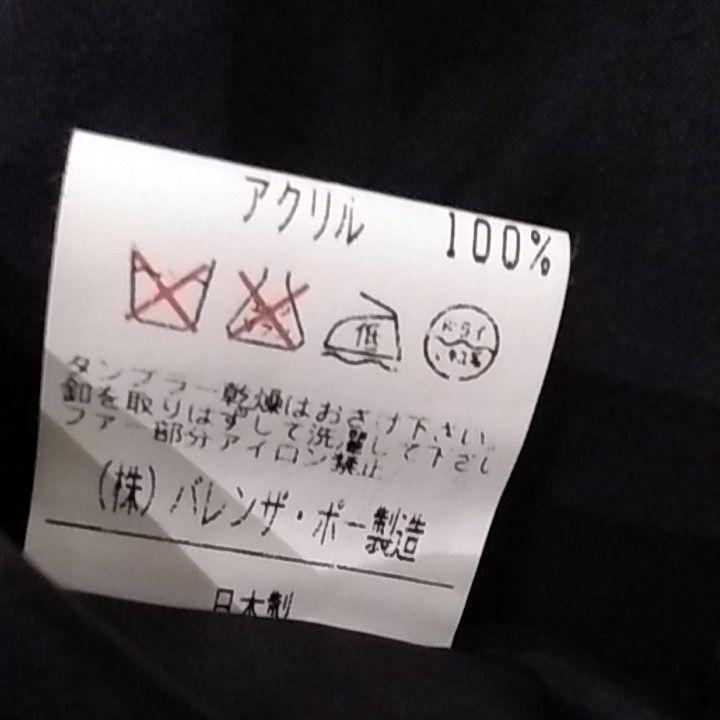 アクリル 100%
低 ドライ
タンブラー乾燥はおさけ下さい。
釦を取りはずして洗濯して下さい
ファー部分アイロン禁止
(株)バレンザ・ポー製造
日本製